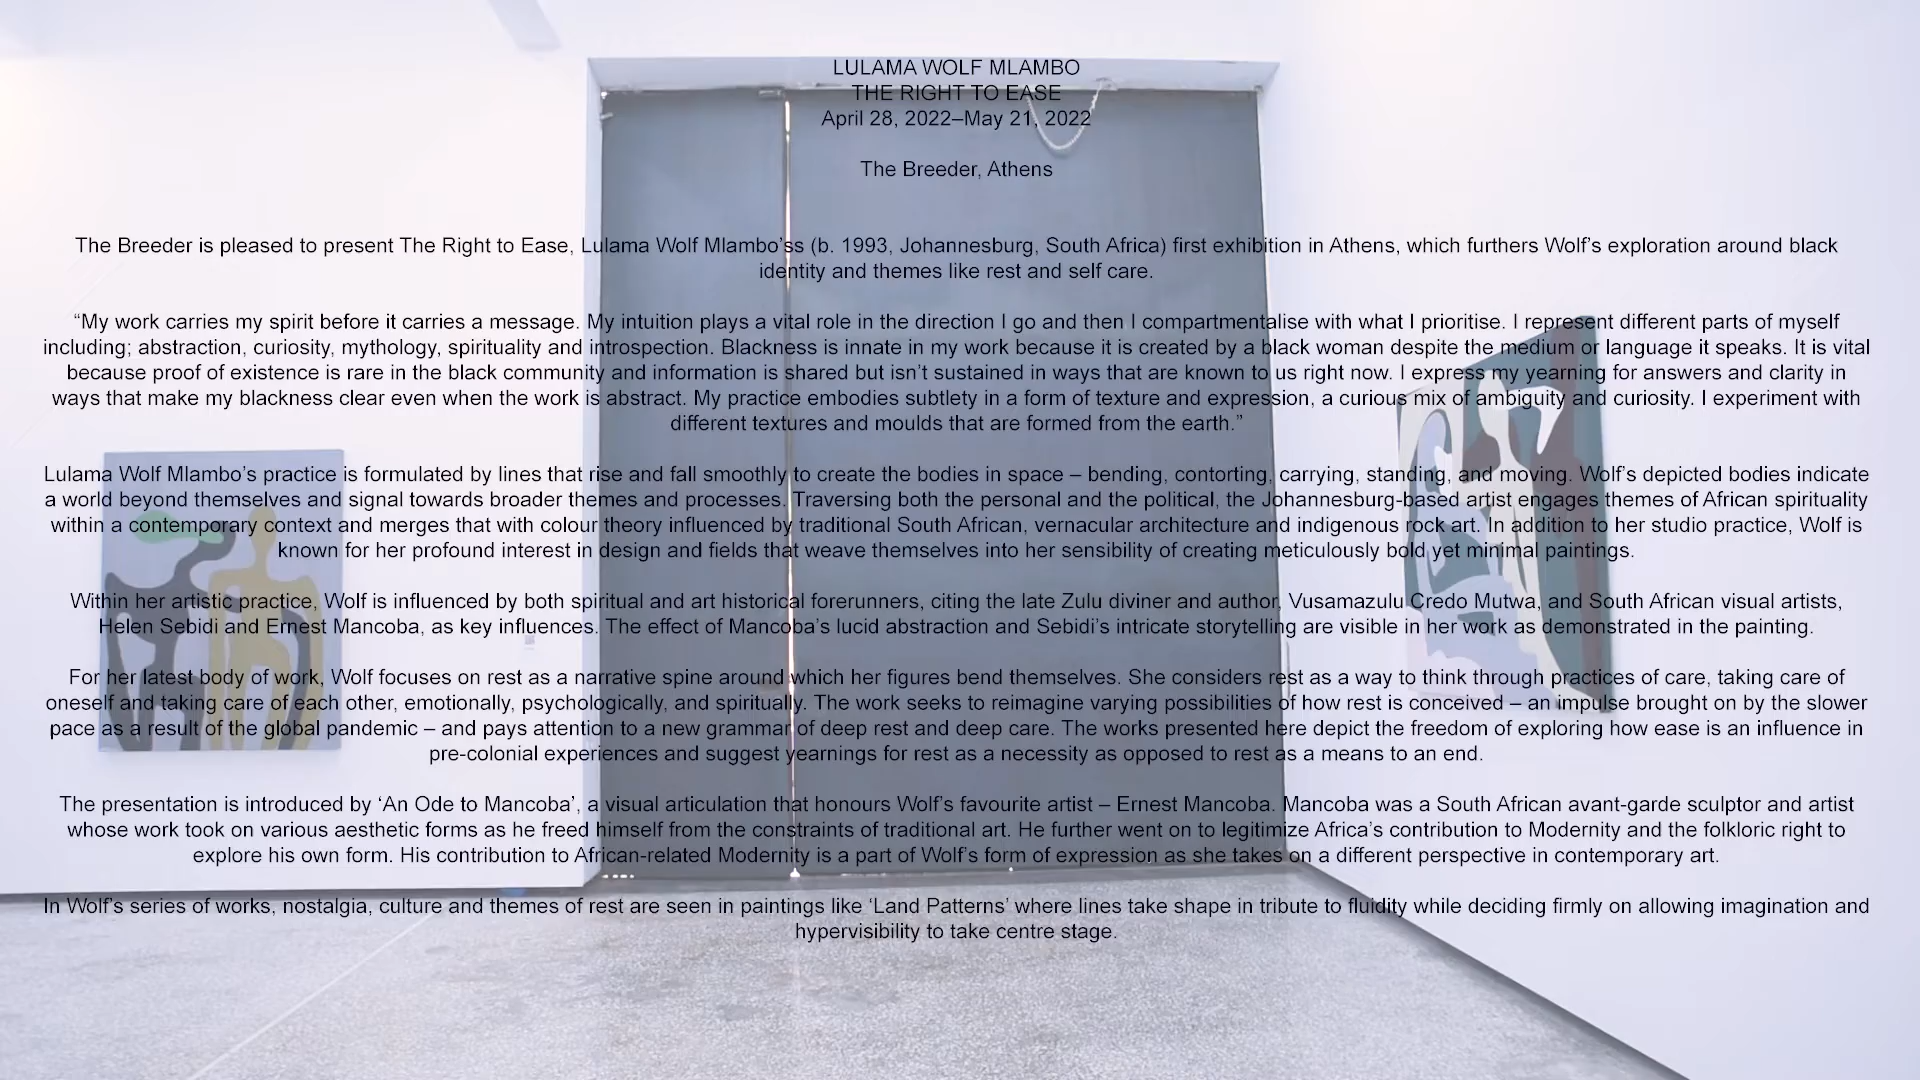 LULAMA WOLF MLAMBO
THE RIGHT TO EASE
April 28, 2022–May 21, 2022
The Breeder, Athens
The Breeder is pleased to present The Right to Ease, Lulama Wolf Mlambo’ss (b. 1993, Johannesburg, South Africa) first exhibition in Athens, which furthers Wolf’s exploration around black
identity and themes like rest and self care.
“My work carries my spirit before it carries a message. My intuition plays a vital role in the direction I go and then I compartmentalise with what I prioritise. I represent different parts of myself
including; abstraction, curiosity, mythology, spirituality and introspection. Blackness is innate in my work because it is created by a black woman despite the medium or language it speaks. It is vital
because proof of existence is rare in the black community and information is shared but isn’t sustained in ways that are known to us right now. I express my yearning for answers and clarity in
ways that make my blackness clear even when the work is abstract. My practice embodies subtlety in a form of texture and expression, a curious mix of ambiguity and curiosity. I experiment with
different textures and moulds that are formed from the earth.”
Lulama Wolf Mlambo’s practice is formulated by lines that rise and fall smoothly to create the bodies in space – bending, contorting, carrying, standing, and moving. Wolf’s depicted bodies indicate
a world beyond themselves and signal towards broader themes and processes. Traversing both the personal and the political, the Johannesburg-based artist engages themes of African spirituality
within a contemporary context and merges that with colour theory influenced by traditional South African, vernacular architecture and indigenous rock art. In addition to her studio practice, Wolf is
known for her profound interest in design and fields that weave themselves into her sensibility of creating meticulously bold yet minimal paintings.
Within her artistic practice, Wolf is influenced by both spiritual and art historical forerunners, citing the late Zulu diviner and author, Vusamazulu Credo Mutwa, and South African visual artists,
Helen Sebidi and Ernest Mancoba, as key influences. The effect of Mancoba’s lucid abstraction and Sebidi’s intricate storytelling are visible in her work as demonstrated in the painting.
For her latest body of work, Wolf focuses on rest as a narrative spine around which her figures bend themselves. She considers rest as a way to think through practices of care, taking care of
oneself and taking care of each other, emotionally, psychologically, and spiritually. The work seeks to reimagine varying possibilities of how rest is conceived – an impulse brought on by the slower
pace as a result of the global pandemic – and pays attention to a new grammar of deep rest and deep care. The works presented here depict the freedom of exploring how ease is an influence in
pre-colonial experiences and suggest yearnings for rest as a necessity as opposed to rest as a means to an end.
The presentation is introduced by ‘An Ode to Mancoba’, a visual articulation that honours Wolf’s favourite artist – Ernest Mancoba. Mancoba was a South African avant-garde sculptor and artist
whose work took on various aesthetic forms as he freed himself from the constraints of traditional art. He further went on to legitimize Africa’s contribution to Modernity and the folkloric right to
explore his own form. His contribution to African-related Modernity is a part of Wolf’s form of expression as she takes on a different perspective in contemporary art.
In Wolf’s series of works, nostalgia, culture and themes of rest are seen in paintings like ‘Land Patterns’ where lines take shape in tribute to fluidity while deciding firmly on allowing imagination and
hypervisibility to take centre stage.